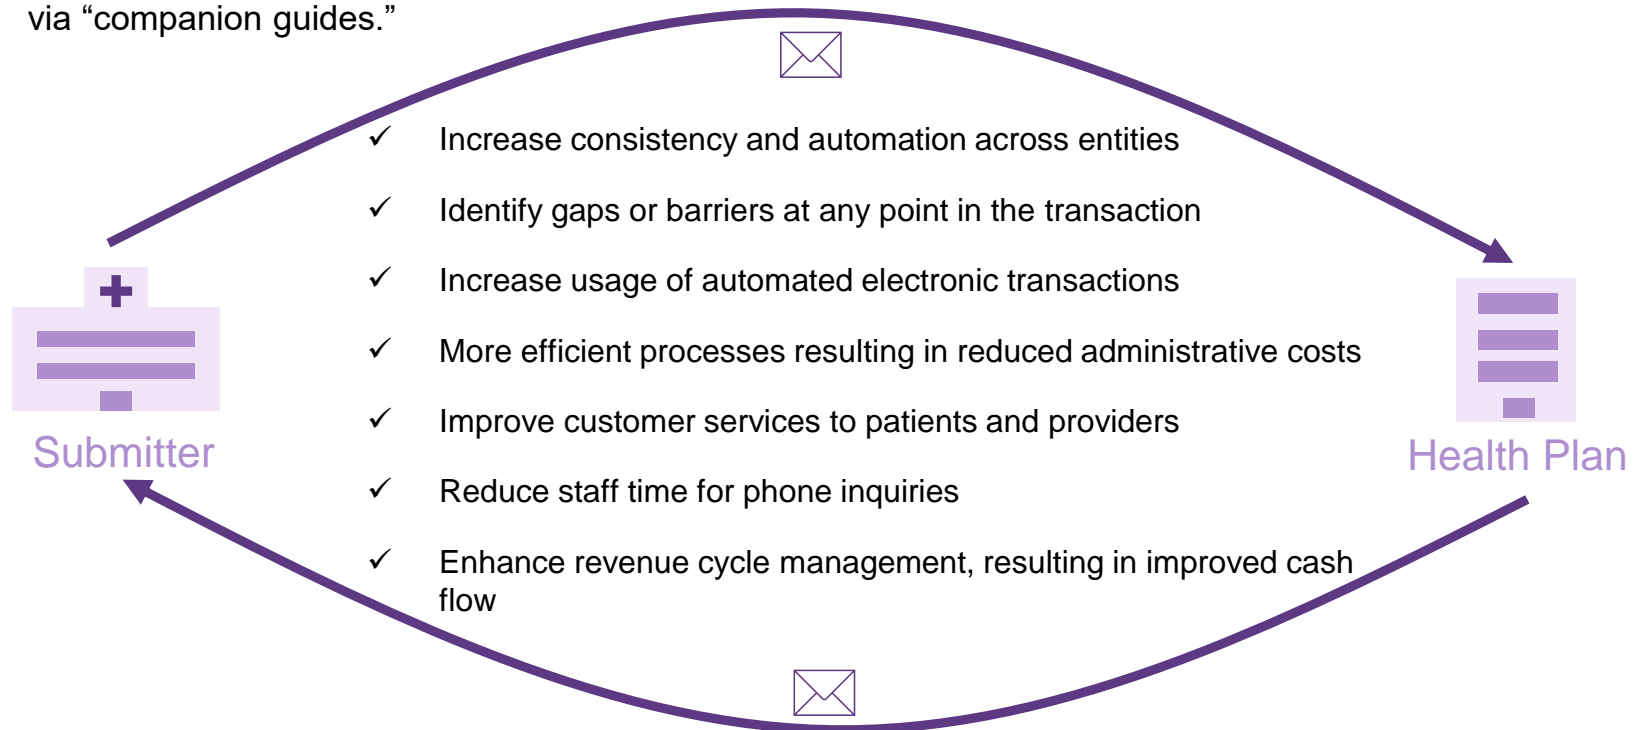 via “companion guides.”
✓ Increase consistency and automation across entities
✓ Identify gaps or barriers at any point in the transaction
✓ Increase usage of automated electronic transactions
✓ More efficient processes resulting in reduced administrative costs
✓ Improve customer services to patients and providers
✓ Reduce staff time for phone inquiries
✓ Enhance revenue cycle management, resulting in improved cash
flow
Submitter
Health Plan